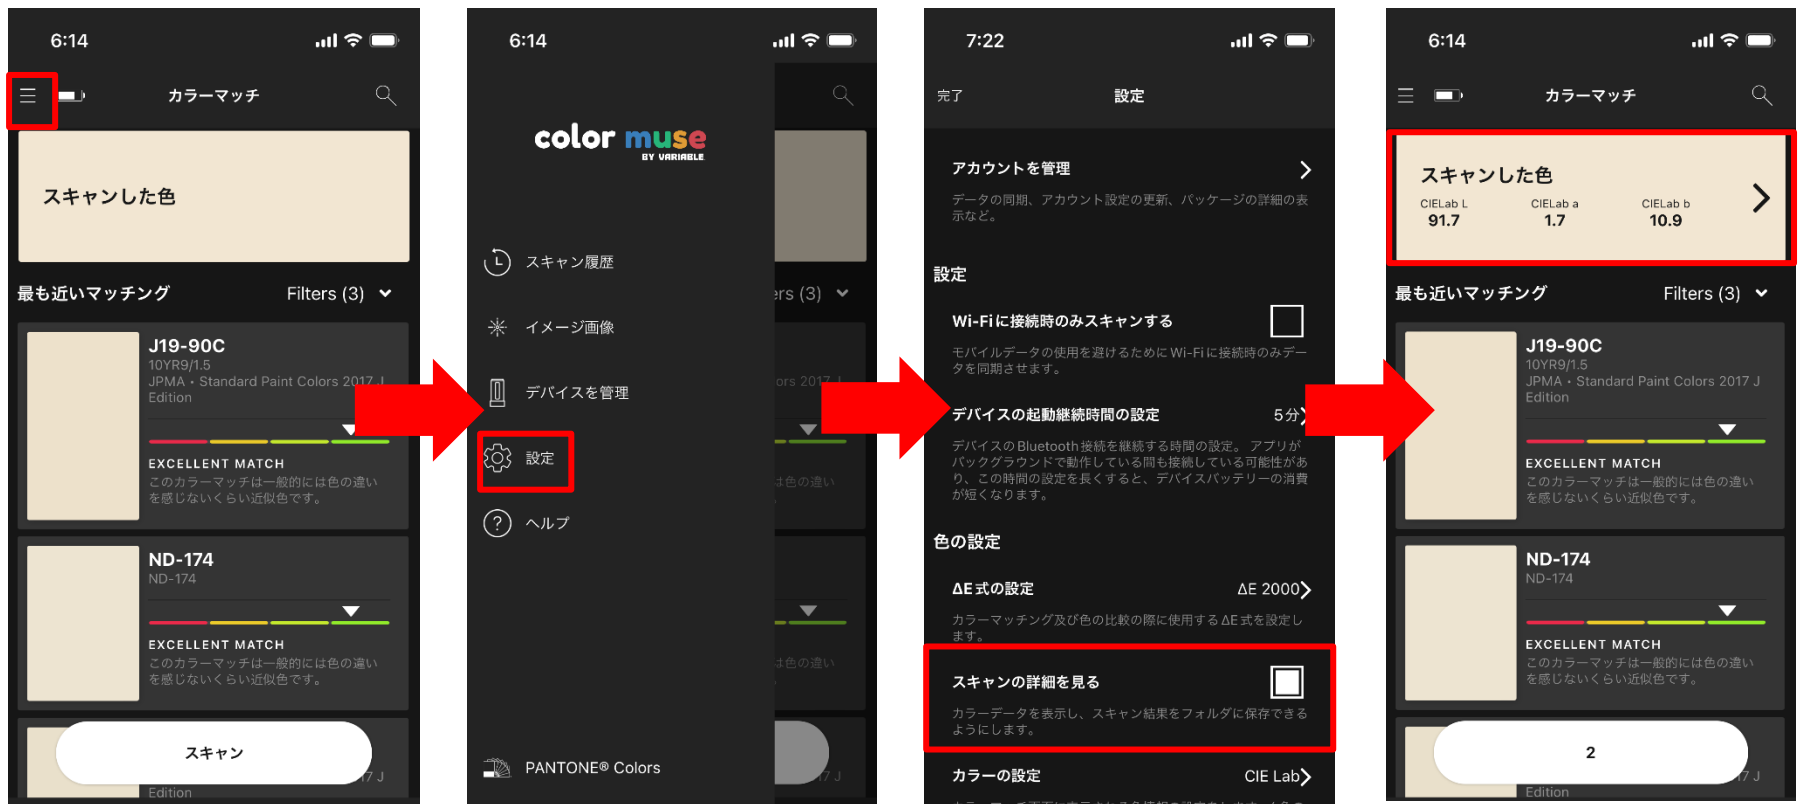 6:14
カラーマッチ
スキャンした色
最も近いマッチング
Filters (3)
J19-90C
10YR9/1.5
JPMA • Standard Paint Colors 2017 J
Edition
EXCELLENT MATCH
このカラーマッチは一般的には色の違い
を感じないくらい近似色です。
ND-174
ND-174
EXCELLENT MATCH
このカラーマッチは一般的には色の違い
を感じないくらい近似色です。
スキャン
17 J
Edition
6:14
color muse
BY VARIABLE
スキャン履歴
イメージ画像
デバイスを管理
設定
ヘルプ
PANTONE® Colors
ers (3)
ors 2017 J
は色の違い
は色の違い
17 J
7:22
完了
設定
アカウントを管理
データの同期、アカウント設定の更新、パッケージの詳細の表
示など。
設定
Wi-Fiに接続時のみスキャンする
モバイルデータの使用を避けるためにWi-Fiに接続時のみデー
タを同期させます。
デバイスの起動継続時間の設定
5分
デバイスのBluetooth接続を継続する時間の設定。 アプリが
バックグラウンドで動作している間も接続している可能性があ
り、この時間の設定を長くすると、デバイスバッテリーの消費
が短くなります。
色の設定
ΔE式の設定
ΔE 2000
カラーマッチング及び色の比較の際に使用するΔE式を設定し
ます。
スキャンの詳細を見る
カラーデータを表示し、スキャン結果をフォルダに保存できる
ようにします。
カラーの設定
CIE Lab
6:14
カラーマッチ
スキャンした色
CIELab L
CIELab a
CIELab b
91.7
1.7
10.9
最も近いマッチング
Filters (3)
J19-90C
10YR9/1.5
JPMA • Standard Paint Colors 2017 J
Edition
EXCELLENT MATCH
このカラーマッチは一般的には色の違い
を感じないくらい近似色です。
ND-174
ND-174
EXCELLENT MATCH
このカラーマッチは一般的には色の違い
を感じないくらい近似色です。
2
17 J
Edition